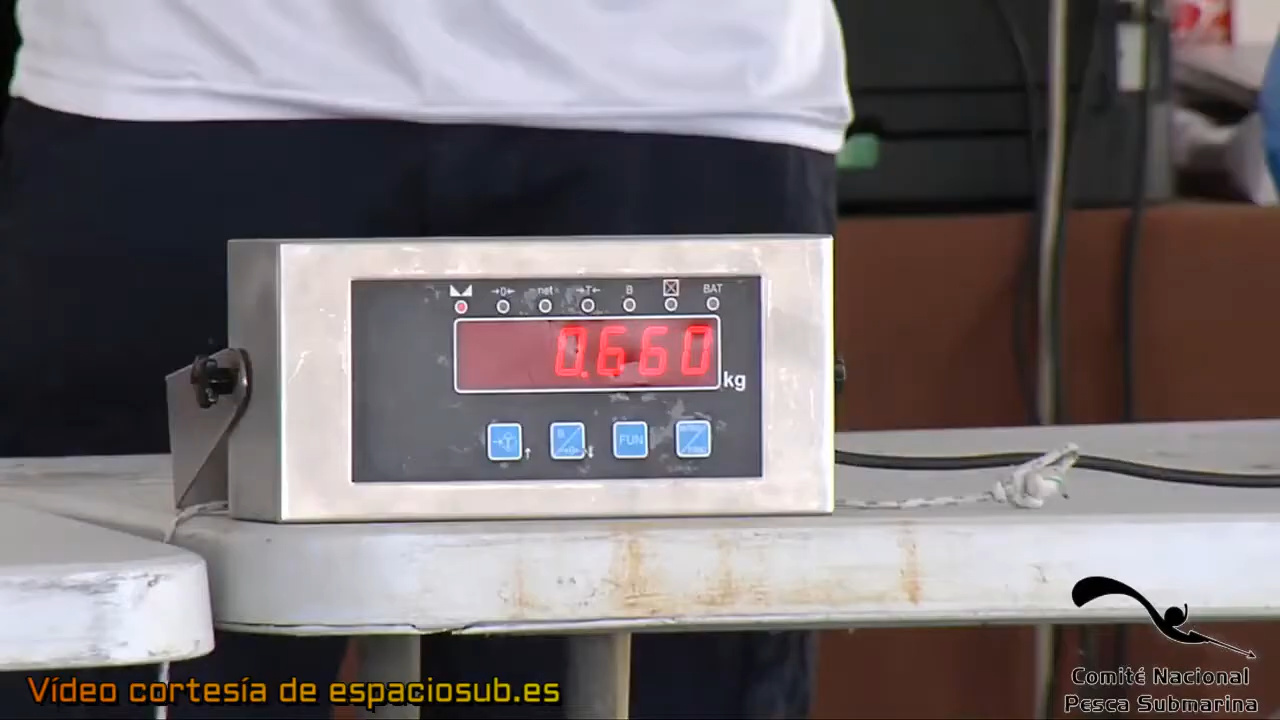 →0← net →T← B BAT
0.660
kg
FUN
Vídeo cortesía de espaciosub.es
Comité Nacional
Pesca Submarina